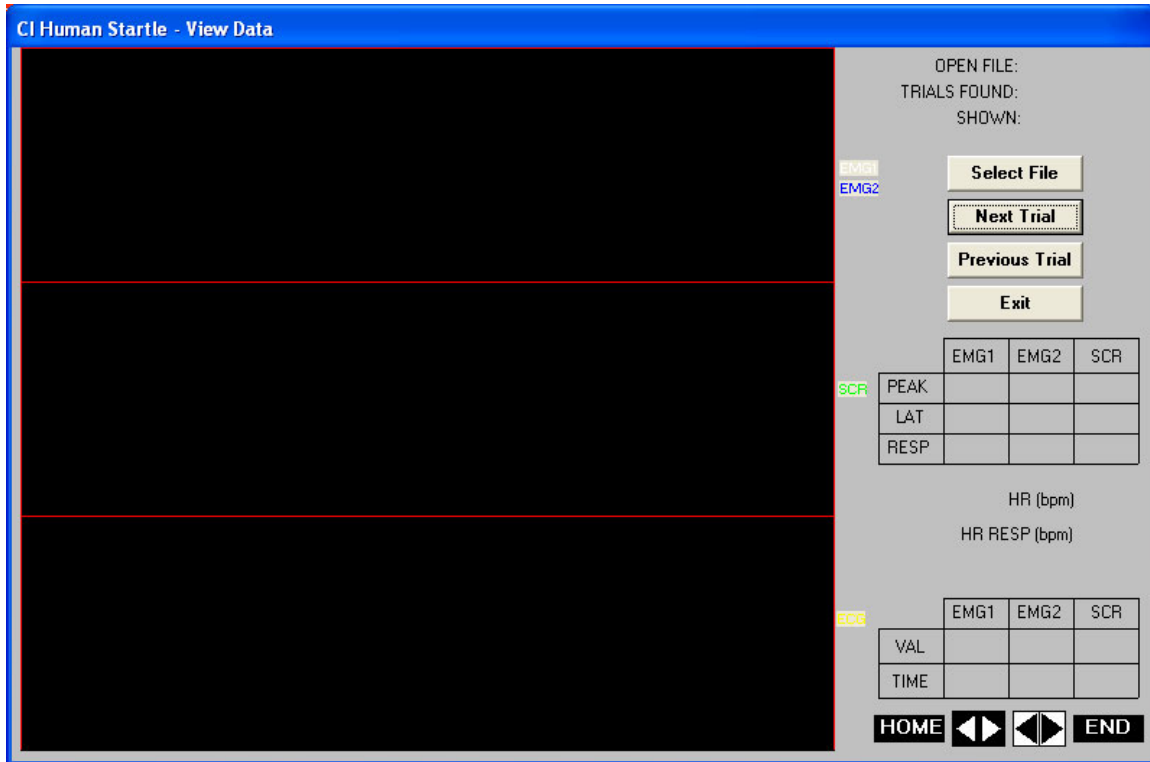 CI Human Startle - View Data
OPEN FILE:
TRIALS FOUND:
SHOWN:
EMG1
EMG2
Select File
Next Trial
Previous Trial
Exit
EMG1 EMG2 SCR
SCR
PEAK
LAT
RESP
HR (bpm)
HR RESP (bpm)
ECG
EMG1 EMG2 SCR
VAL
TIME
HOME END